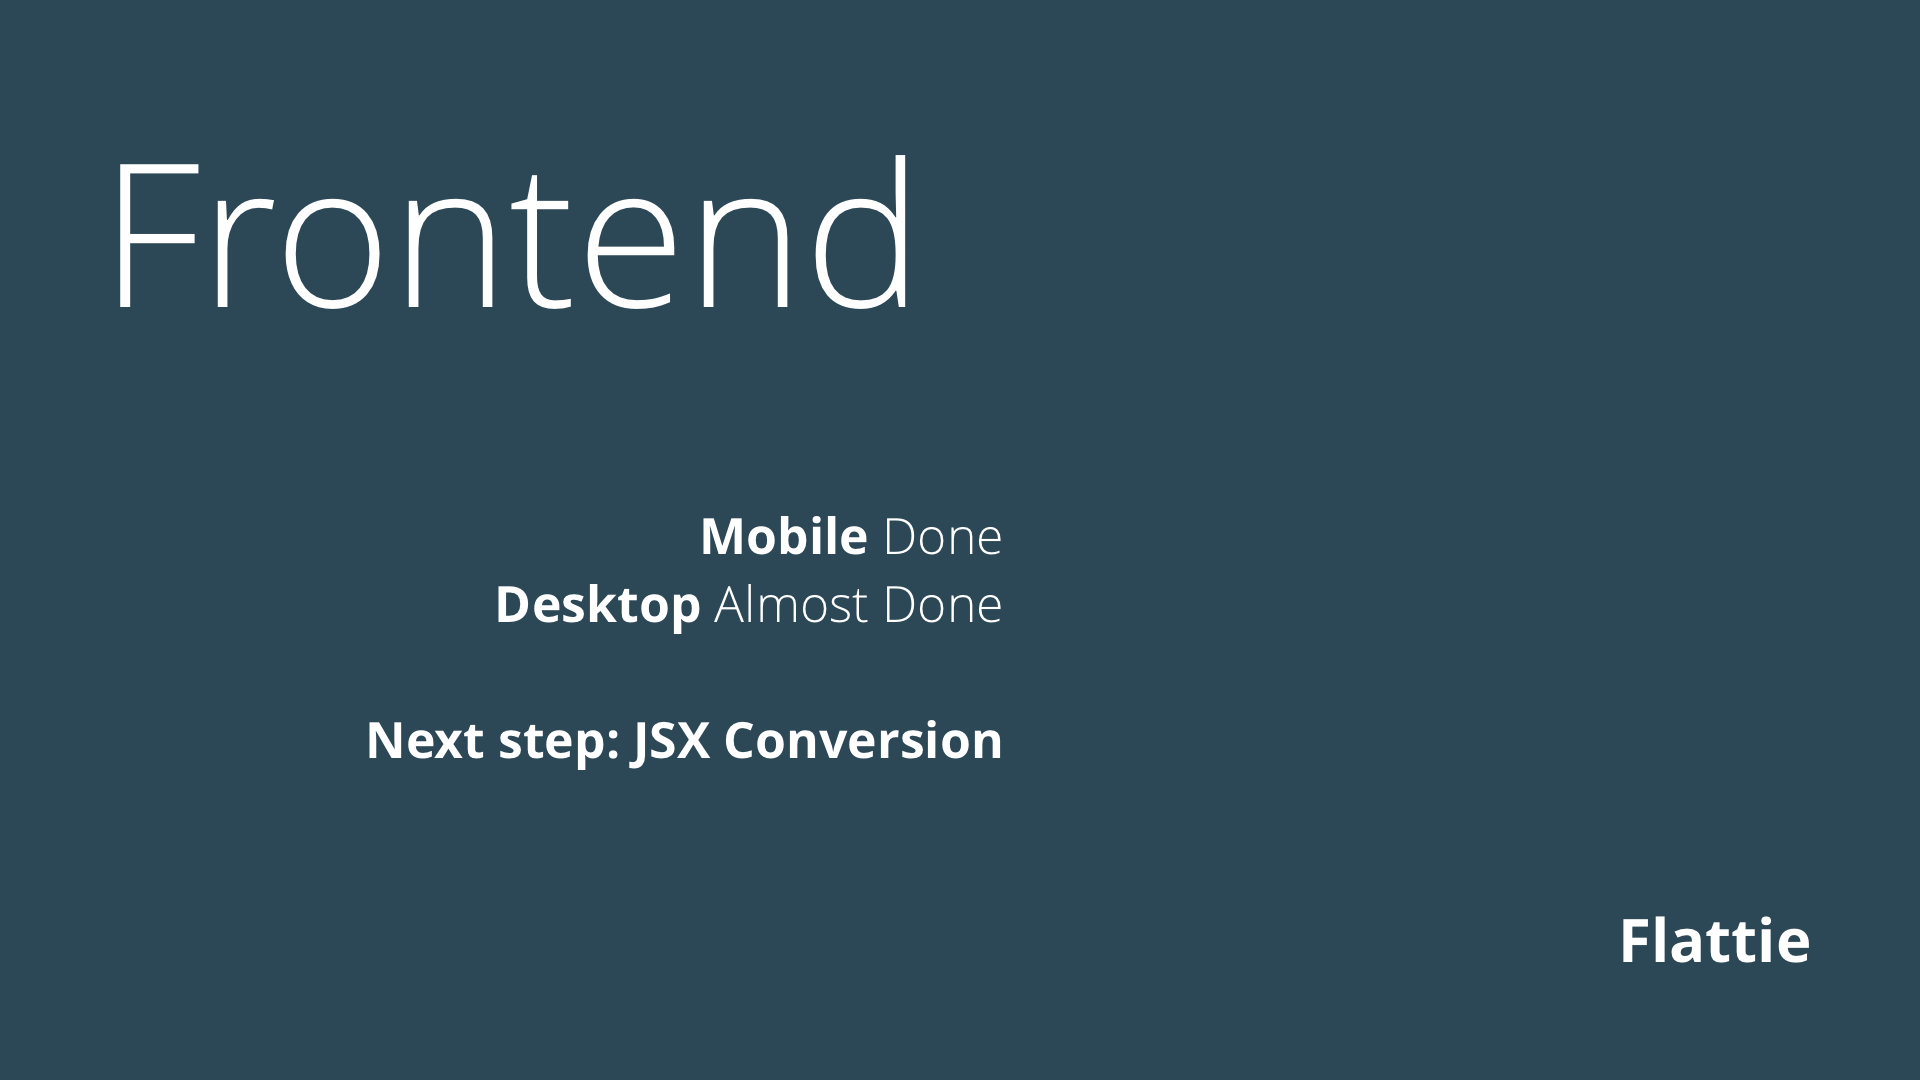 Frontend
Mobile Done
Desktop Almost Done
Next step: JSX Conversion
Flattie